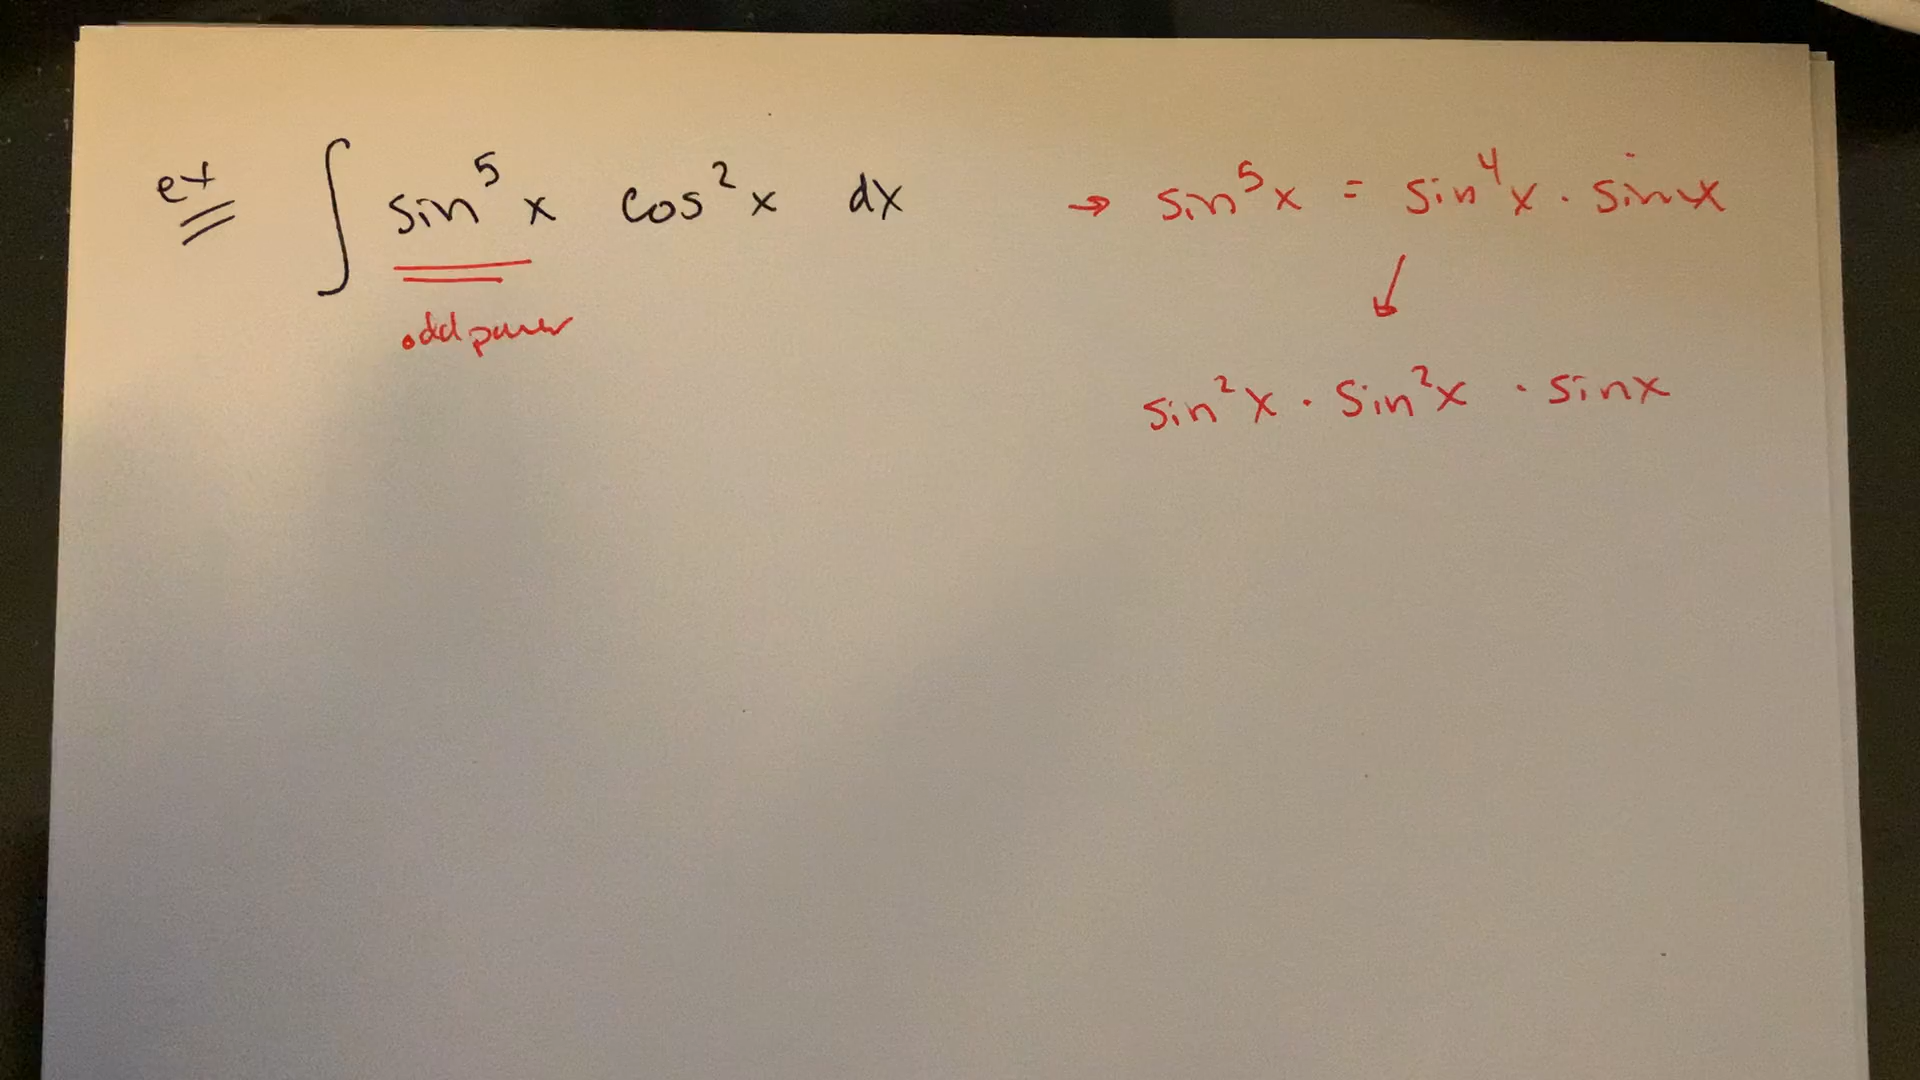 ex ∫ sin⁵x cos²x dx → sin⁵x = sin⁴x · sinx
odd power
sin²x · sin²x · sinx